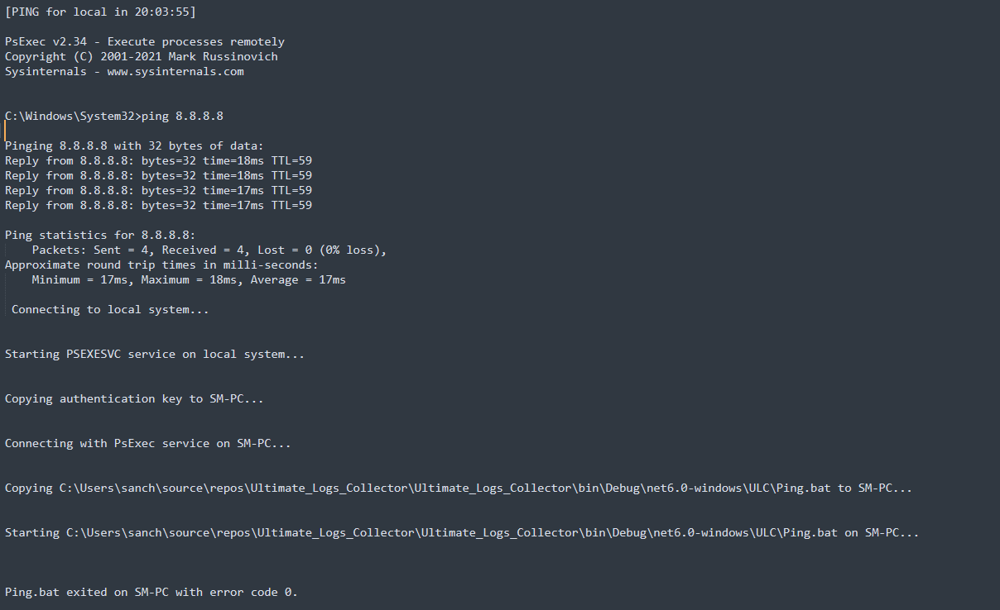 [PING for local in 20:03:55]
PsExec v2.34 - Execute processes remotely
Copyright (C) 2001-2021 Mark Russinovich
Sysinternals - www.sysinternals.com
C:\Windows\System32>ping 8.8.8.8
Pinging 8.8.8.8 with 32 bytes of data:
Reply from 8.8.8.8: bytes=32 time=18ms TTL=59
Reply from 8.8.8.8: bytes=32 time=18ms TTL=59
Reply from 8.8.8.8: bytes=32 time=17ms TTL=59
Reply from 8.8.8.8: bytes=32 time=17ms TTL=59
Ping statistics for 8.8.8.8:
    Packets: Sent = 4, Received = 4, Lost = 0 (0% loss),
Approximate round trip times in milli-seconds:
    Minimum = 17ms, Maximum = 18ms, Average = 17ms
 Connecting to local system...
Starting PSEXESVC service on local system...
Copying authentication key to SM-PC...
Connecting with PsExec service on SM-PC...
Copying C:\Users\sanch\source\repos\Ultimate_Logs_Collector\Ultimate_Logs_Collector\bin\Debug\net6.0-windows\ULC\Ping.bat to SM-PC...
Starting C:\Users\sanch\source\repos\Ultimate_Logs_Collector\Ultimate_Logs_Collector\bin\Debug\net6.0-windows\ULC\Ping.bat on SM-PC...
Ping.bat exited on SM-PC with error code 0.